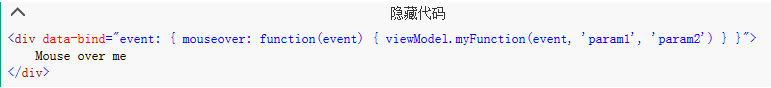 隐藏代码
<div data-bind="event: { mouseover: function(event) { viewModel.myFunction(event, 'param1', 'param2') } }">
    Mouse over me
</div>